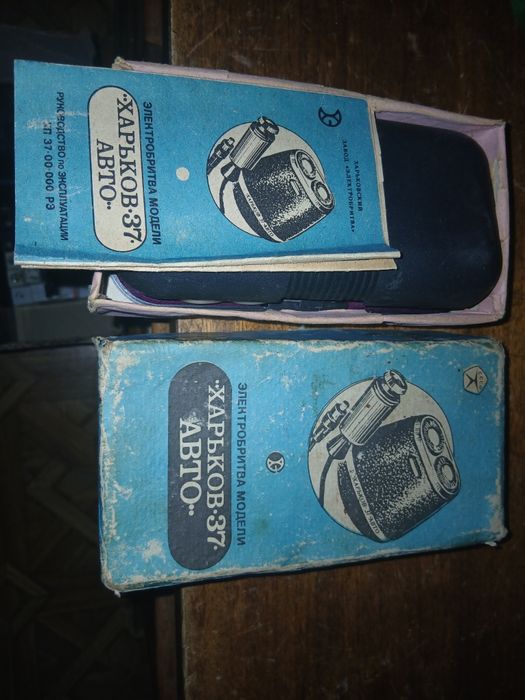 ХАРЬКОВСКИЙ
ЗАВОД «ЭЛЕКТРОБРИТВА»
ЭЛЕКТРОБРИТВА МОДЕЛИ
"ХАРЬКОВ·37·
АВТО"
РУКОВОДСТВО по ЭКСПЛУАТАЦИИ
ИП 37-00-000 РЭ
ЭЛЕКТРОБРИТВА МОДЕЛИ
"ХАРЬКОВ·37·
АВТО"